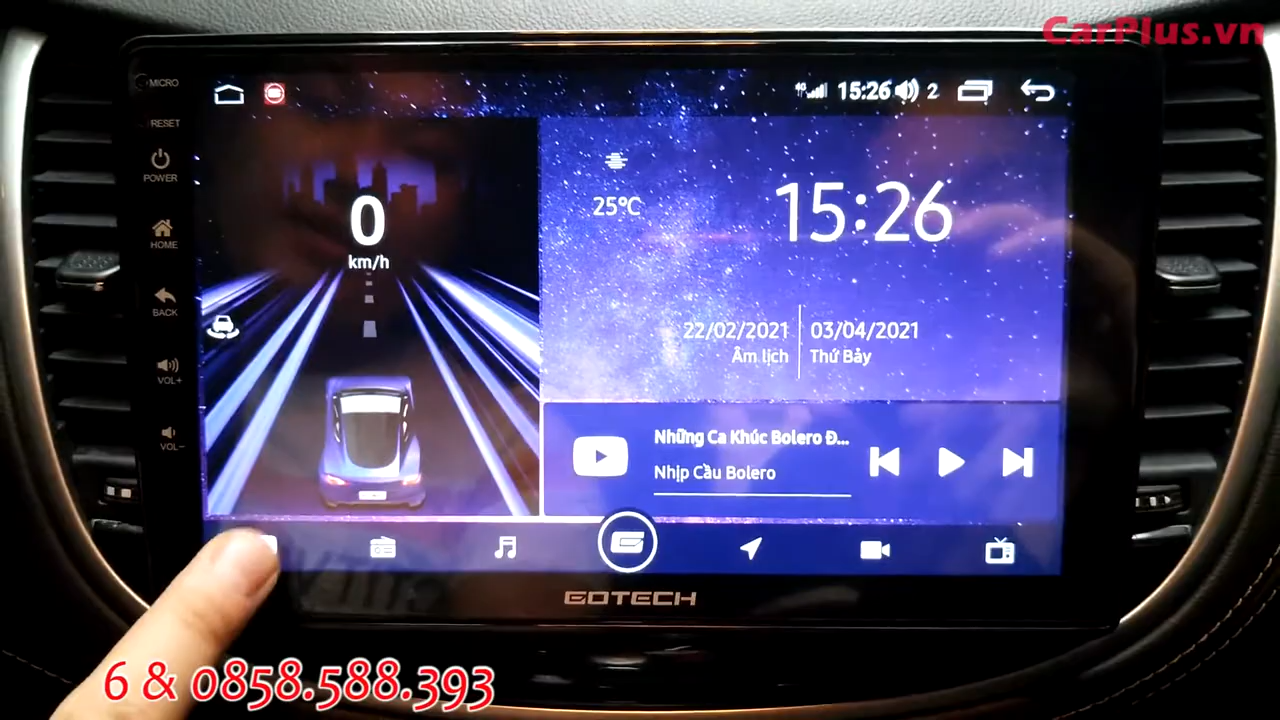 CarPlus.vn
MICRO
RESET
POWER
HOME
BACK
VOL+
VOL-
4G 15:26 2
0
km/h
25°C
15:26
22/02/2021 03/04/2021
Âm lịch Thứ Bảy
Những Ca Khúc Bolero Đ...
Nhịp Cầu Bolero
GOTECH
6 & 0858.588.393